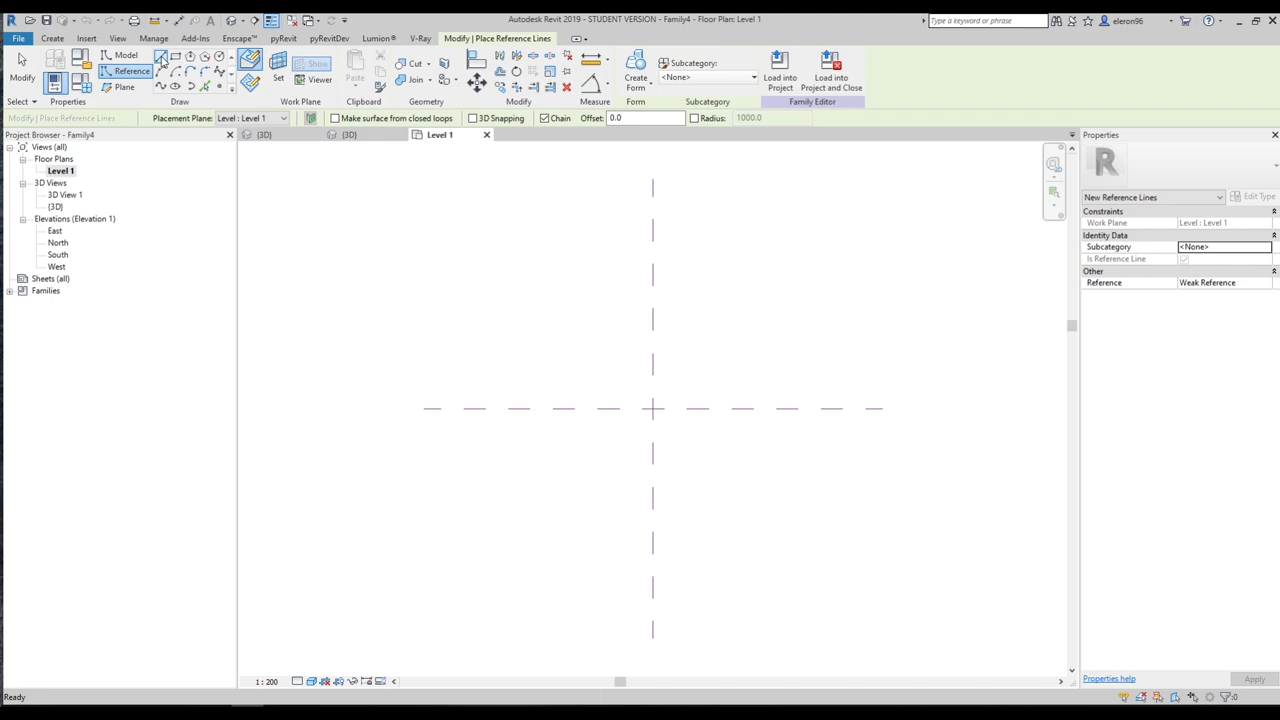 Autodesk Revit 2019 - STUDENT VERSION - Family4 - Floor Plan: Level 1
Type a keyword or phrase
eleron96
File Create Insert View Manage Add-Ins Enscape™ pyRevit pyRevitDev Lumion® V-Ray Modify | Place Reference Lines
Modify
Model
Reference
Plane
Set
Show
Viewer
Paste
Cut
Join
Create Form
Subcategory:
<None>
Load into Project
Load into Project and Close
Select Properties Draw Work Plane Clipboard Geometry Modify Measure Form Subcategory Family Editor
Modify | Place Reference Lines Placement Plane: Level : Level 1 Make surface from closed loops 3D Snapping Chain Offset: 0.0 Radius: 1000.0
Project Browser - Family4
{3D} {3D} Level 1
Views (all)
Floor Plans
Level 1
3D Views
3D View 1
{3D}
Elevations (Elevation 1)
East
North
South
West
Sheets (all)
Families
Properties
New Reference Lines Edit Type
Constraints
Work Plane Level : Level 1
Identity Data
Subcategory <None>
Is Reference Line
Other
Reference Weak Reference
1 : 200
Properties help Apply
Ready
:0